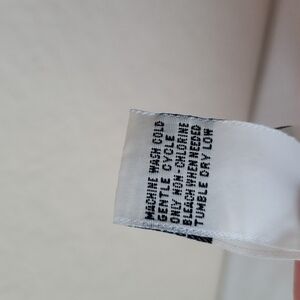 MACHINE WASH COLD
GENTLE CYCLE
ONLY NON-CHLORINE
BLEACH WHEN NEEDED
TUMBLE DRY LOW